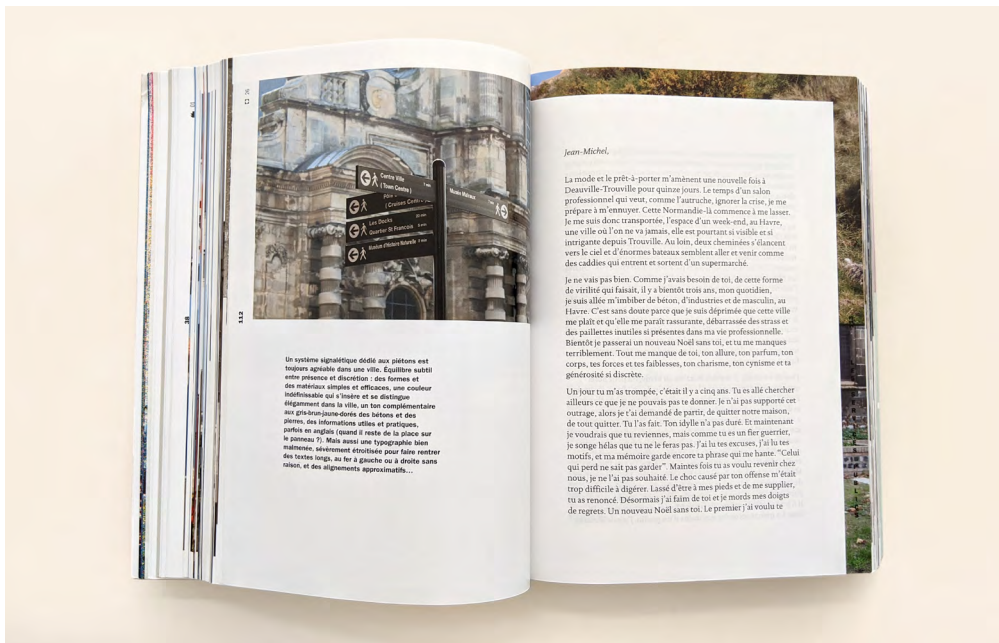 36
38
112
Centre Ville
( Town Centre )
7 min
( Cruises
Les Docks
Quartier St Francois
Muséum d'Histoire Naturelle
Musée Malraux
Un système signalétique dédié aux piétons est
toujours agréable dans une ville. Équilibre subtil
entre présence et discrétion : des formes et
des matériaux simples et efficaces, une couleur
indéfinissable qui s'insère et se distingue
élégamment dans la ville, un ton complémentaire
aux gris-brun-jaune-dorés des bétons et des
pierres, des informations utiles et pratiques,
parfois en anglais (quand il reste de la place sur
le panneau ?). Mais aussi une typographie bien
malmenée, sévèrement étroitisée pour faire rentrer
des textes longs, au fer à gauche ou à droite sans
raison, et des alignements approximatifs…
Jean-Michel,
La mode et le prêt-à-porter m'amènent une nouvelle fois à
Deauville-Trouville pour quinze jours. Le temps d'un salon
professionnel qui veut, comme l'autruche, ignorer la crise, je me
prépare à m'ennuyer. Cette Normandie-là commence à me lasser.
Je me suis donc transportée, l'espace d'un week-end, au Havre,
une ville où l'on ne va jamais, elle est pourtant si visible et si
intrigante depuis Trouville. Au loin, deux cheminées s'élancent
vers le ciel et d'énormes bateaux semblent aller et venir comme
des caddies qui entrent et sortent d'un supermarché.
Je ne vais pas bien. Comme j'avais besoin de toi, de cette forme
de virilité qui faisait, il y a bientôt trois ans, mon quotidien,
je suis allée m'imbiber de béton, d'industries et de masculin, au
Havre. C'est sans doute parce que je suis déprimée que cette ville
me plaît et qu'elle me paraît rassurante, débarrassée des strass et
des paillettes inutiles si présentes dans ma vie professionnelle.
Bientôt je passerai un nouveau Noël sans toi, et tu me manques
terriblement. Tout me manque de toi, ton allure, ton parfum, ton
corps, tes forces et tes faiblesses, ton charisme, ton cynisme et ta
générosité si discrète.
Un jour tu m'as trompée, c'était il y a cinq ans. Tu es allé chercher
ailleurs ce que je ne pouvais pas te donner. Je n'ai pas supporté cet
outrage, alors je t'ai demandé de partir, de quitter notre maison,
de tout quitter. Tu l'as fait. Ton idylle n'a pas duré. Et maintenant
je voudrais que tu reviennes, mais comme tu es un fier guerrier,
je songe hélas que tu ne le feras pas. J'ai lu tes excuses, j'ai lu tes
motifs, et ma mémoire garde encore ta phrase qui me hante. "Celui
qui perd ne sait pas garder". Maintes fois tu as voulu revenir chez
nous, je ne l'ai pas souhaité. Le choc causé par ton offense m'était
trop difficile à digérer. Lassé d'être à mes pieds et de me supplier,
tu as renoncé. Désormais j'ai faim de toi et je mords mes doigts
de regrets. Un nouveau Noël sans toi. Le premier j'ai voulu te